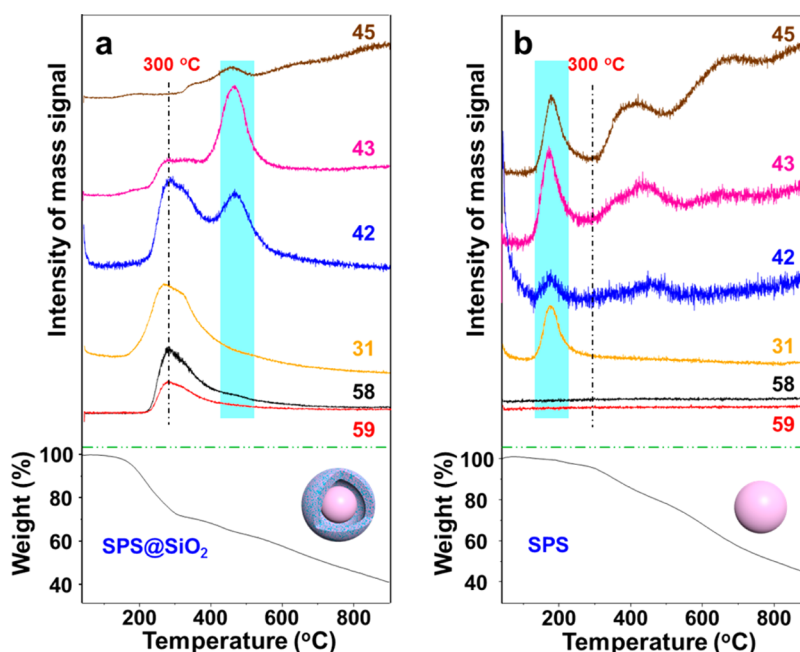 a
300 °C
45
43
42
31
58
59
Intensity of mass signal
100
80
60
40
Weight (%)
SPS@SiO₂
200 400 600 800
Temperature (°C)
b
300 °C
45
43
42
31
58
59
Intensity of mass signal
100
80
60
40
Weight (%)
SPS
200 400 600 800
Temperature (°C)